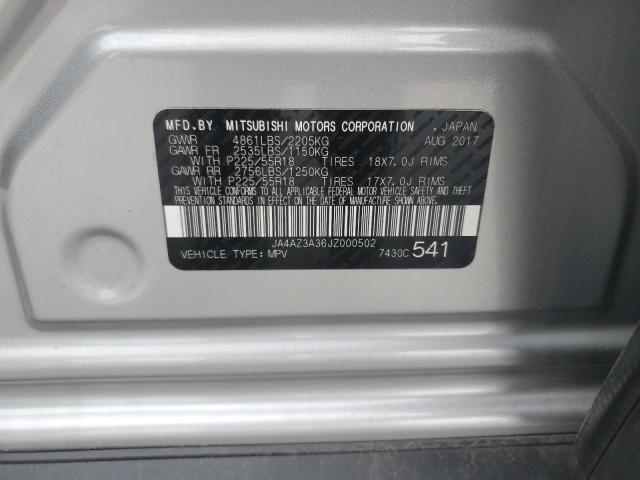 MFD.BY MITSUBISHI MOTORS CORPORATION , JAPAN
GVWR 4861LBS/2205KG AUG 2017
GAWR FR 2535LBS/1150KG
WITH P225/55R18 TIRES 18X7.0J RIMS
GAWR RR 2756LBS/1250KG
WITH P225/55R18 TIRES 17X7.0J RIMS
THIS VEHICLE CONFORMS TO ALL APPLICABLE FEDERAL MOTOR VEHICLE SAFETY AND THEFT
PREVENTION STANDARDS IN EFFECT ON THE DATE OF MANUFACTURE SHOWN ABOVE.
JA4AZ3A36JZ000502
VEHICLE TYPE: MPV 7430C 541